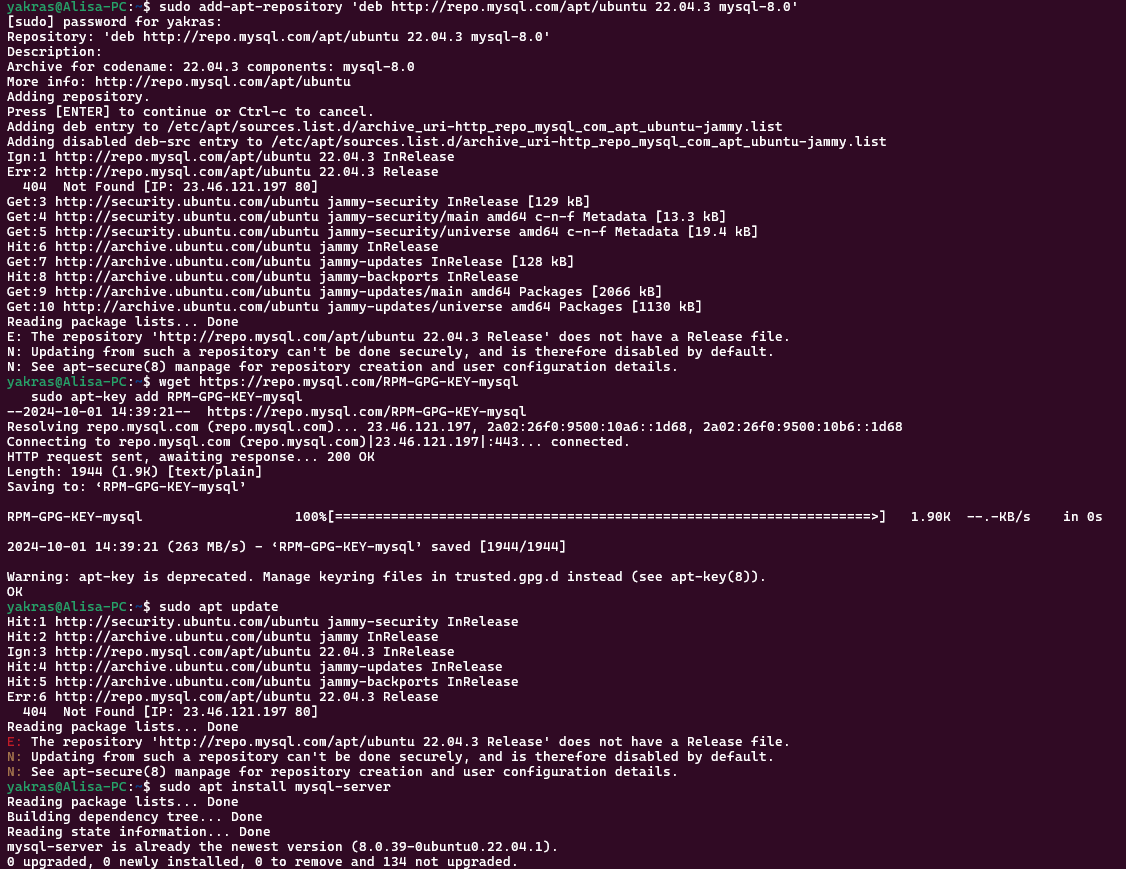 yakras@Alisa-PC:~$ sudo add-apt-repository 'deb http://repo.mysql.com/apt/ubuntu 22.04.3 mysql-8.0'
[sudo] password for yakras:
Repository: 'deb http://repo.mysql.com/apt/ubuntu 22.04.3 mysql-8.0'
Description:
Archive for codename: 22.04.3 components: mysql-8.0
More info: http://repo.mysql.com/apt/ubuntu
Adding repository.
Press [ENTER] to continue or Ctrl-c to cancel.
Adding deb entry to /etc/apt/sources.list.d/archive_uri-http_repo_mysql_com_apt_ubuntu-jammy.list
Adding disabled deb-src entry to /etc/apt/sources.list.d/archive_uri-http_repo_mysql_com_apt_ubuntu-jammy.list
Ign:1 http://repo.mysql.com/apt/ubuntu 22.04.3 InRelease
Err:2 http://repo.mysql.com/apt/ubuntu 22.04.3 Release
  404  Not Found [IP: 23.46.121.197 80]
Get:3 http://security.ubuntu.com/ubuntu jammy-security InRelease [129 kB]
Get:4 http://security.ubuntu.com/ubuntu jammy-security/main amd64 c-n-f Metadata [13.3 kB]
Get:5 http://security.ubuntu.com/ubuntu jammy-security/universe amd64 c-n-f Metadata [19.4 kB]
Hit:6 http://archive.ubuntu.com/ubuntu jammy InRelease
Get:7 http://archive.ubuntu.com/ubuntu jammy-updates InRelease [128 kB]
Hit:8 http://archive.ubuntu.com/ubuntu jammy-backports InRelease
Get:9 http://archive.ubuntu.com/ubuntu jammy-updates/main amd64 Packages [2066 kB]
Get:10 http://archive.ubuntu.com/ubuntu jammy-updates/universe amd64 Packages [1130 kB]
Reading package lists... Done
E: The repository 'http://repo.mysql.com/apt/ubuntu 22.04.3 Release' does not have a Release file.
N: Updating from such a repository can't be done securely, and is therefore disabled by default.
N: See apt-secure(8) manpage for repository creation and user configuration details.
yakras@Alisa-PC:~$ wget https://repo.mysql.com/RPM-GPG-KEY-mysql
   sudo apt-key add RPM-GPG-KEY-mysql
--2024-10-01 14:39:21--  https://repo.mysql.com/RPM-GPG-KEY-mysql
Resolving repo.mysql.com (repo.mysql.com)... 23.46.121.197, 2a02:26f0:9500:10a6::1d68, 2a02:26f0:9500:10b6::1d68
Connecting to repo.mysql.com (repo.mysql.com)|23.46.121.197|:443... connected.
HTTP request sent, awaiting response... 200 OK
Length: 1944 (1.9K) [text/plain]
Saving to: ‘RPM-GPG-KEY-mysql’
RPM-GPG-KEY-mysql                   100%[===================================================================>]   1.90K  --.-KB/s    in 0s
2024-10-01 14:39:21 (263 MB/s) - ‘RPM-GPG-KEY-mysql’ saved [1944/1944]
Warning: apt-key is deprecated. Manage keyring files in trusted.gpg.d instead (see apt-key(8)).
OK
yakras@Alisa-PC:~$ sudo apt update
Hit:1 http://security.ubuntu.com/ubuntu jammy-security InRelease
Hit:2 http://archive.ubuntu.com/ubuntu jammy InRelease
Ign:3 http://repo.mysql.com/apt/ubuntu 22.04.3 InRelease
Hit:4 http://archive.ubuntu.com/ubuntu jammy-updates InRelease
Hit:5 http://archive.ubuntu.com/ubuntu jammy-backports InRelease
Err:6 http://repo.mysql.com/apt/ubuntu 22.04.3 Release
  404  Not Found [IP: 23.46.121.197 80]
Reading package lists... Done
E: The repository 'http://repo.mysql.com/apt/ubuntu 22.04.3 Release' does not have a Release file.
N: Updating from such a repository can't be done securely, and is therefore disabled by default.
N: See apt-secure(8) manpage for repository creation and user configuration details.
yakras@Alisa-PC:~$ sudo apt install mysql-server
Reading package lists... Done
Building dependency tree... Done
Reading state information... Done
mysql-server is already the newest version (8.0.39-0ubuntu0.22.04.1).
0 upgraded, 0 newly installed, 0 to remove and 134 not upgraded.